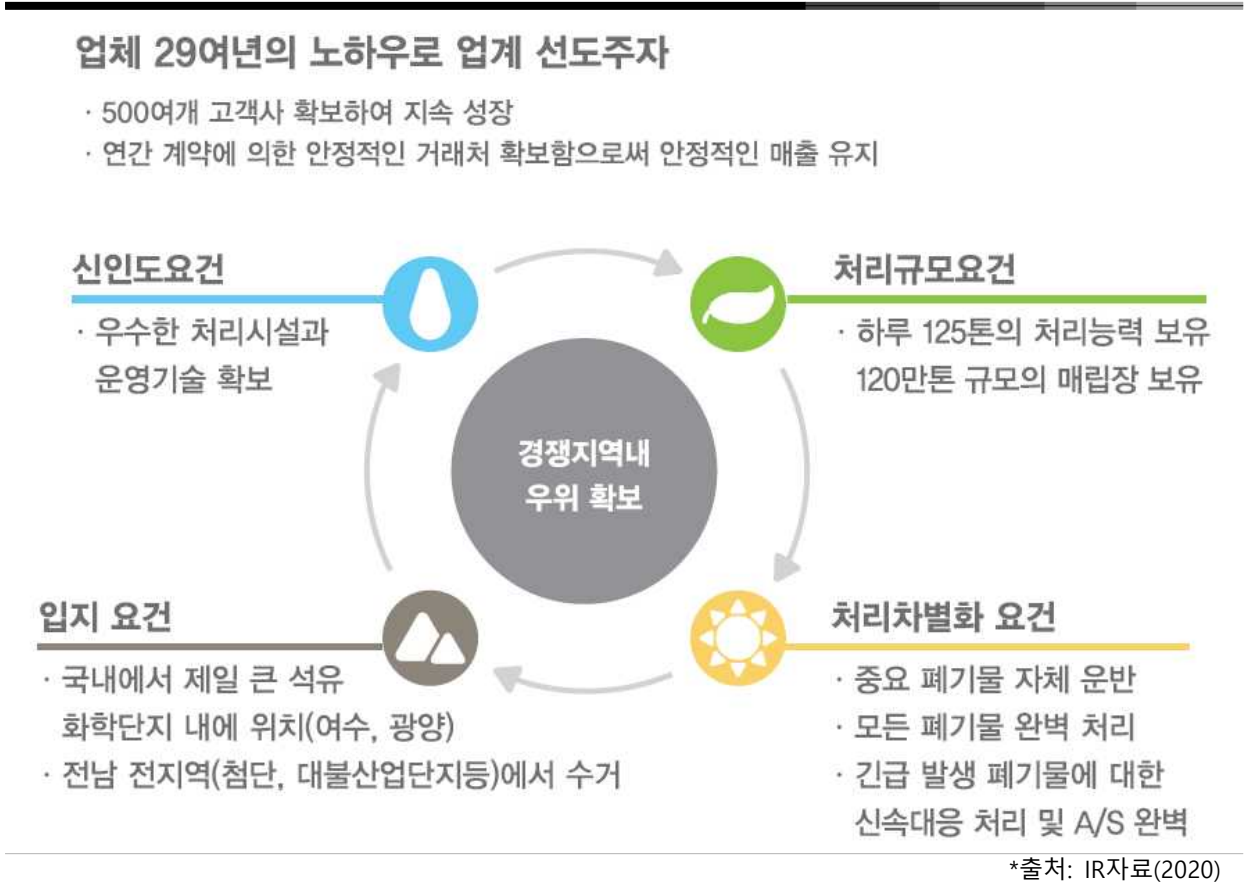 업체 29여년의 노하우로 업계 선도주자
· 500여개 고객사 확보하여 지속 성장
· 연간 계약에 의한 안정적인 거래처 확보함으로써 안정적인 매출 유지
신인도요건
· 우수한 처리시설과
운영기술 확보
처리규모요건
· 하루 125톤의 처리능력 보유
120만톤 규모의 매립장 보유
경쟁지역내
우위 확보
입지 요건
· 국내에서 제일 큰 석유
화학단지 내에 위치(여수, 광양)
· 전남 전지역(첨단, 대불산업단지등)에서 수거
처리차별화 요건
· 중요 폐기물 자체 운반
· 모든 폐기물 완벽 처리
· 긴급 발생 폐기물에 대한
신속대응 처리 및 A/S 완벽
*출처: IR자료(2020)